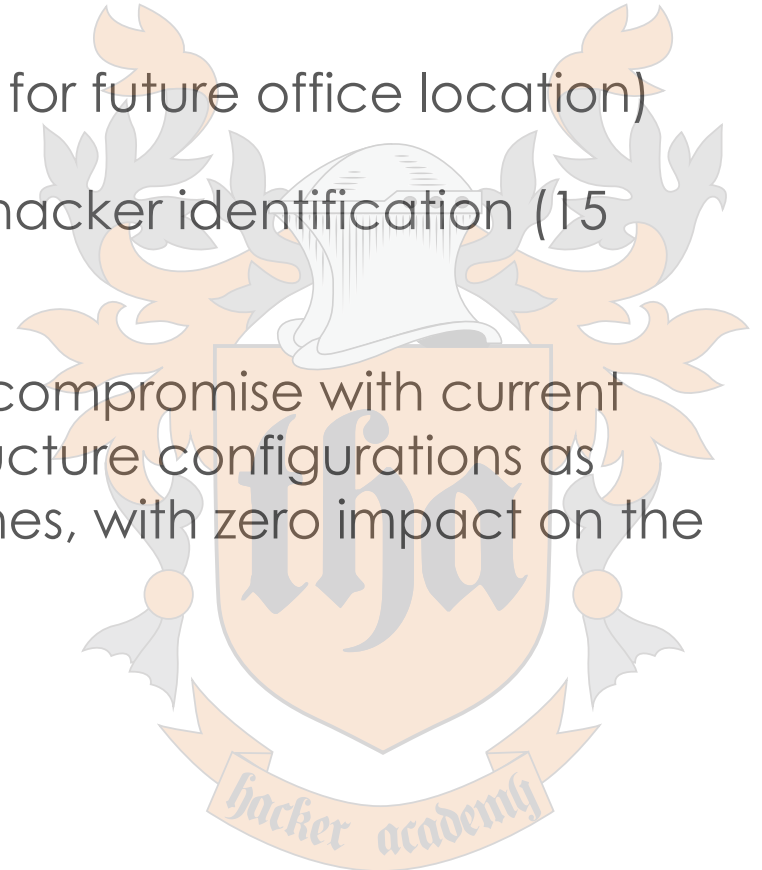 for future office location)
hacker identification (15
compromise with current
ucture configurations as
nes, with zero impact on the
tha
hacker academy